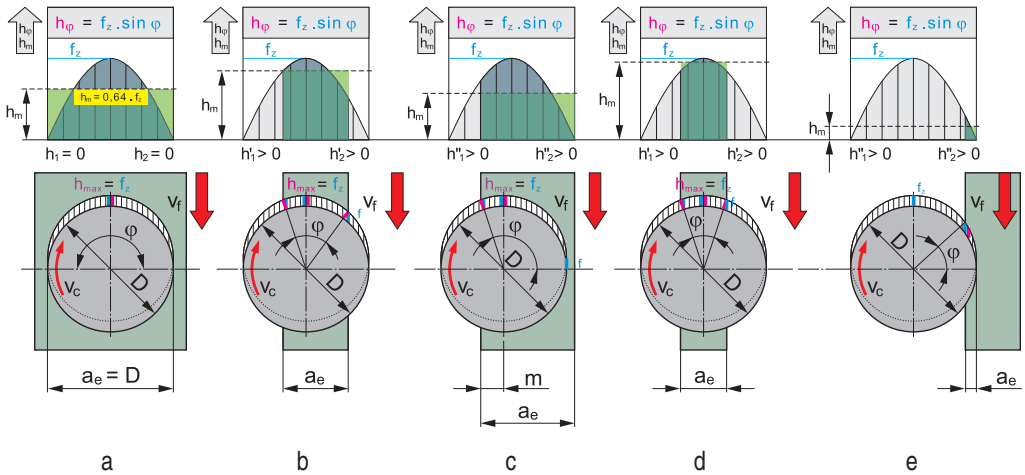 hφ
hm
hφ = fz . sin φ
fz
hm = 0,64 . fz
hm
h1 = 0
h2 = 0
hmax = fz
vf
φ
D
vc
ae = D
a
hφ
hm
hφ = fz . sin φ
fz
hm
h'1 > 0
h'2 > 0
hmax = fz
vf
f
φ
D
vc
ae
b
hφ
hm
hφ = fz . sin φ
fz
hm
h"1 > 0
h"2 > 0
hmax = fz
vf
φ
D
f
vc
m
ae
c
hφ
hm
hφ = fz . sin φ
fz
hm
h'1 > 0
h'2 > 0
hmax = fz
vf
f
φ
D
vc
ae
d
hφ
hm
hφ = fz . sin φ
fz
hm
h"1 > 0
h"2 > 0
fz
vf
D
φ
vc
ae
e